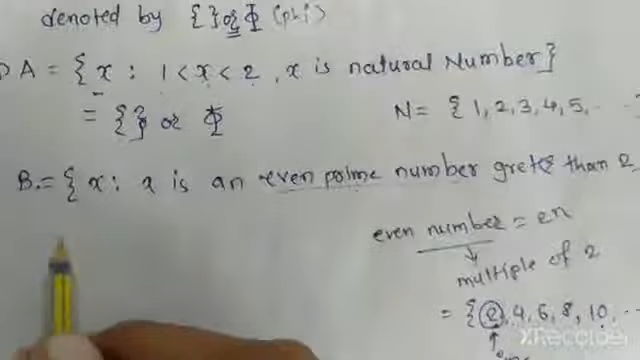 denoted by { } or Φ (phi)
A = { x : 1 < x < 2 , x is natural Number }
= { } or Φ
N = { 1, 2, 3, 4, 5, ...
B = { x : x is an even prime number greter than 2
even number = 2n
↓
multiple of 2
= { 2, 4, 6, 8, 10, ...
↑
XRecorder